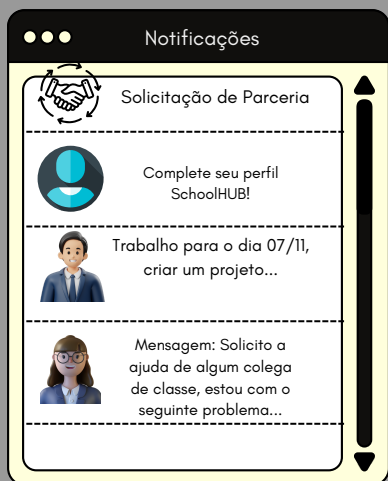 Notificações
Solicitação de Parceria
Complete seu perfil
SchoolHUB!
Trabalho para o dia 07/11,
criar um projeto...
Mensagem: Solicito a
ajuda de algum colega
de classe, estou com o
seguinte problema...